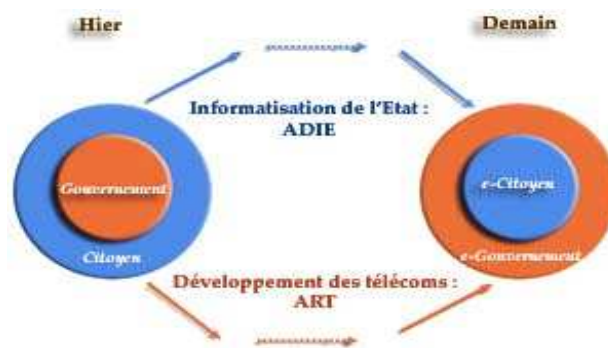 Hier
Demain
Informatisation de l'Etat :
ADIE
Gouvernement
Citoyen
e-Citoyen
e-Gouvernement
Développement des télécoms :
ART